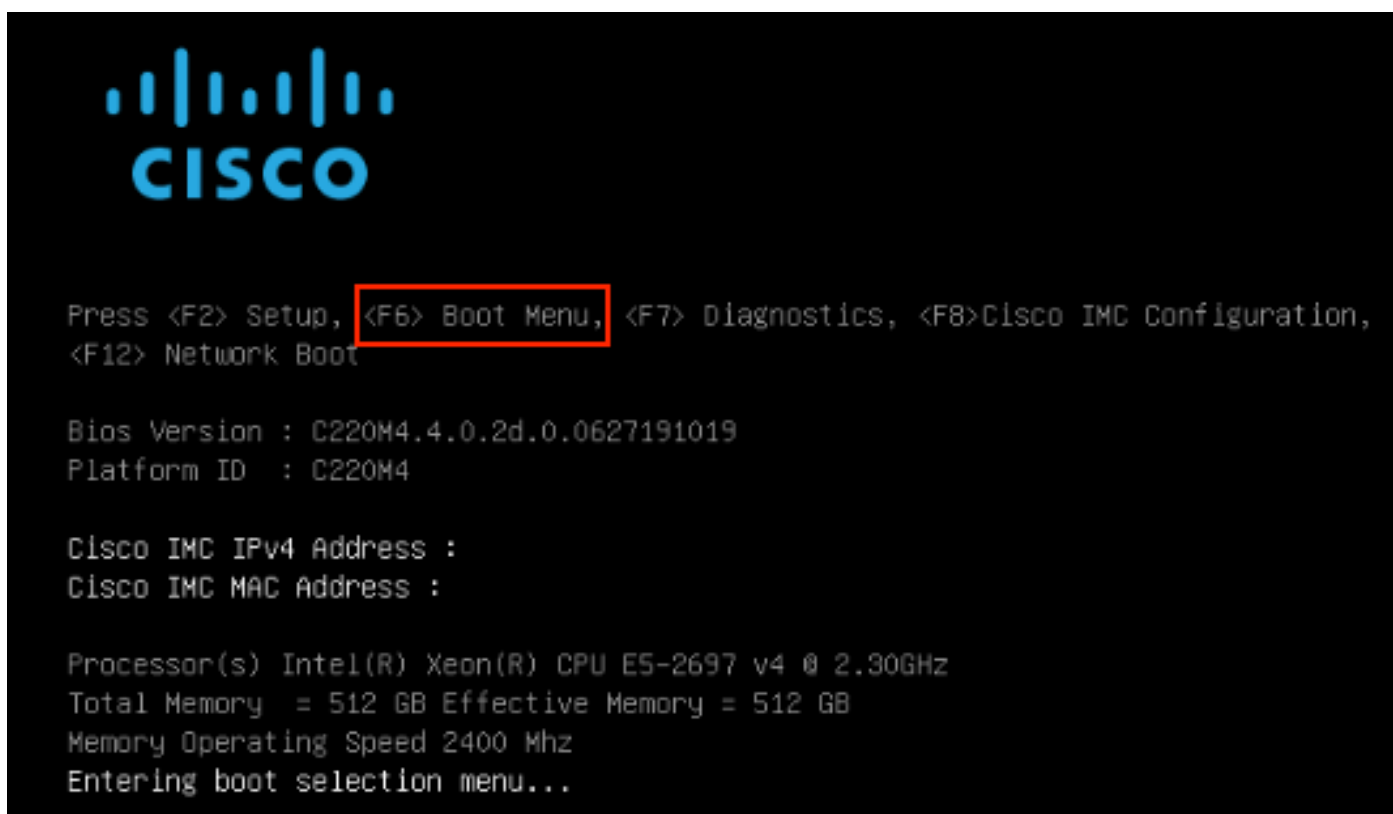 CISCO
Press <F2> Setup, <F6> Boot Menu, <F7> Diagnostics, <F8>Cisco IMC Configuration,
<F12> Network Boot
Bios Version : C220M4.4.0.2d.0.0627191019
Platform ID  : C220M4
Cisco IMC IPv4 Address :
Cisco IMC MAC Address :
Processor(s) Intel(R) Xeon(R) CPU E5-2697 v4 @ 2.30GHz
Total Memory  = 512 GB Effective Memory = 512 GB
Memory Operating Speed 2400 Mhz
Entering boot selection menu...